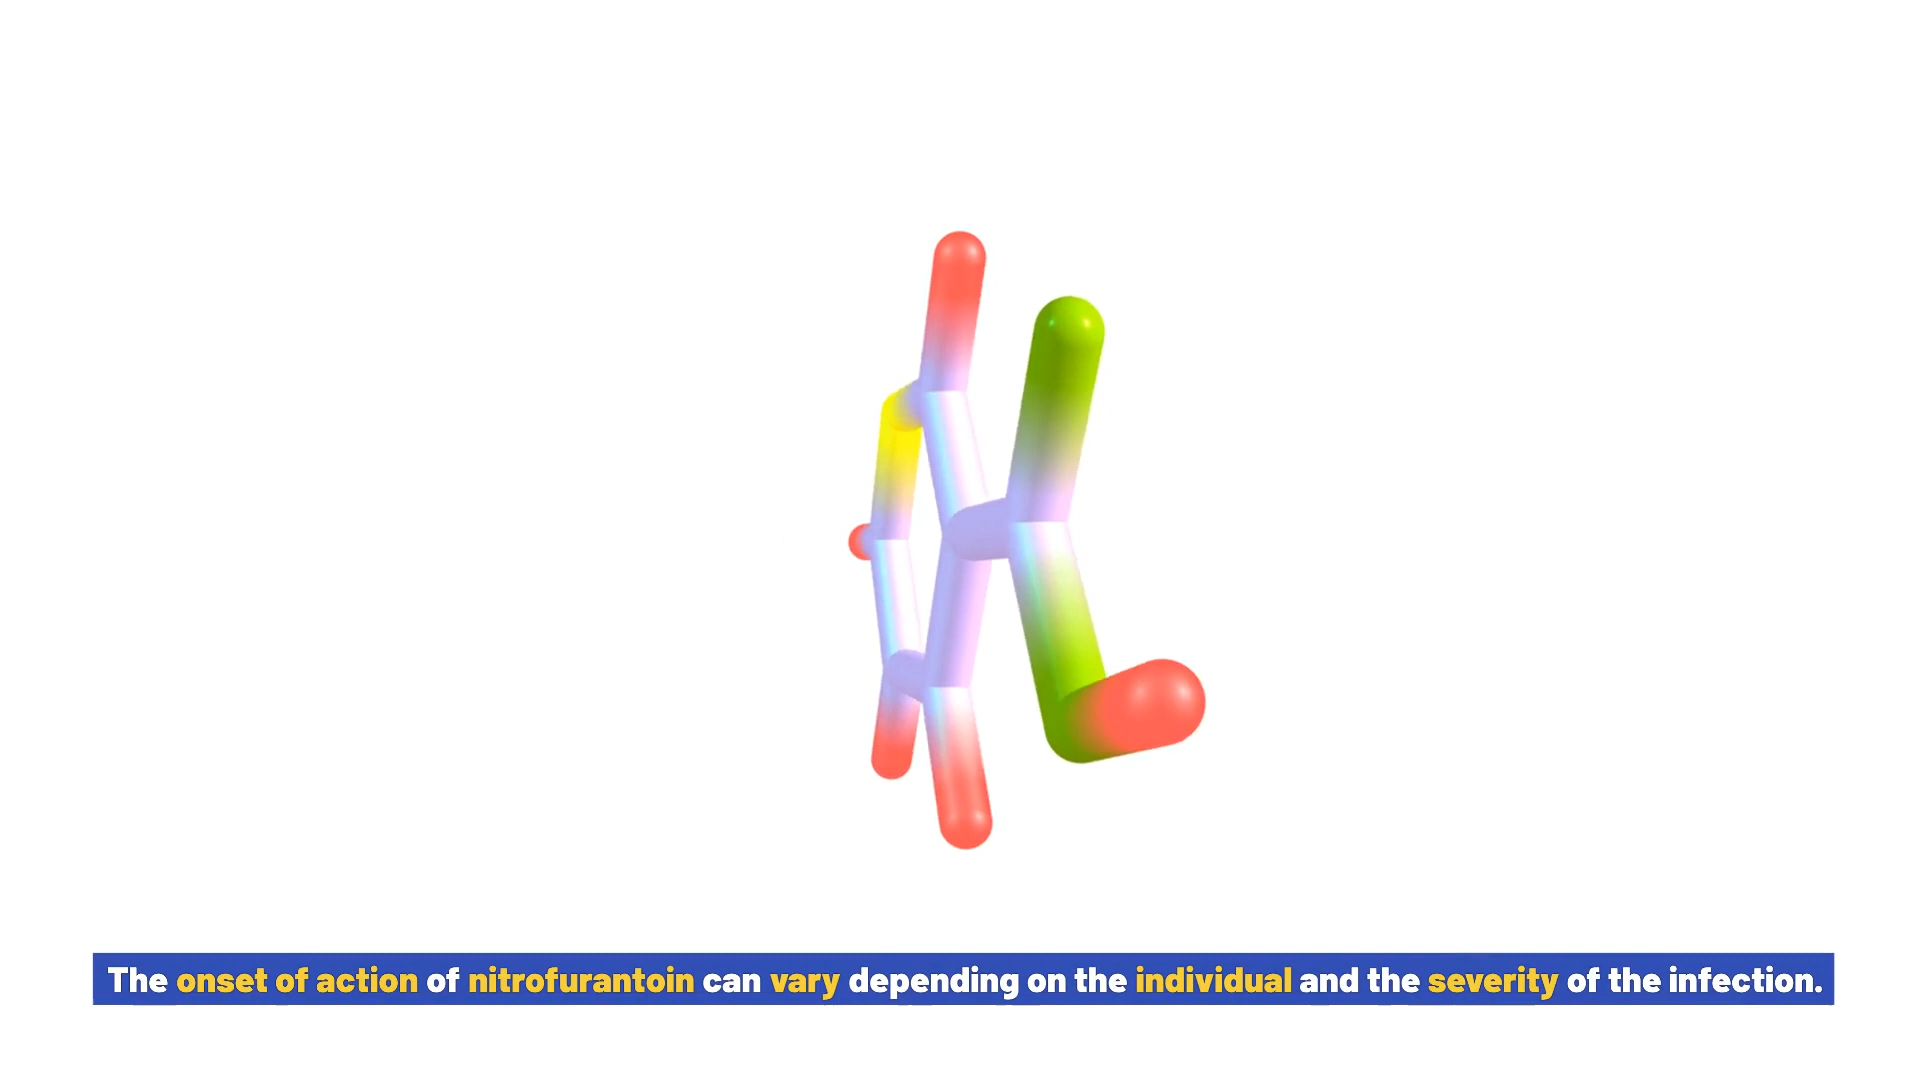 The onset of action of nitrofurantoin can vary depending on the individual and the severity of the infection.